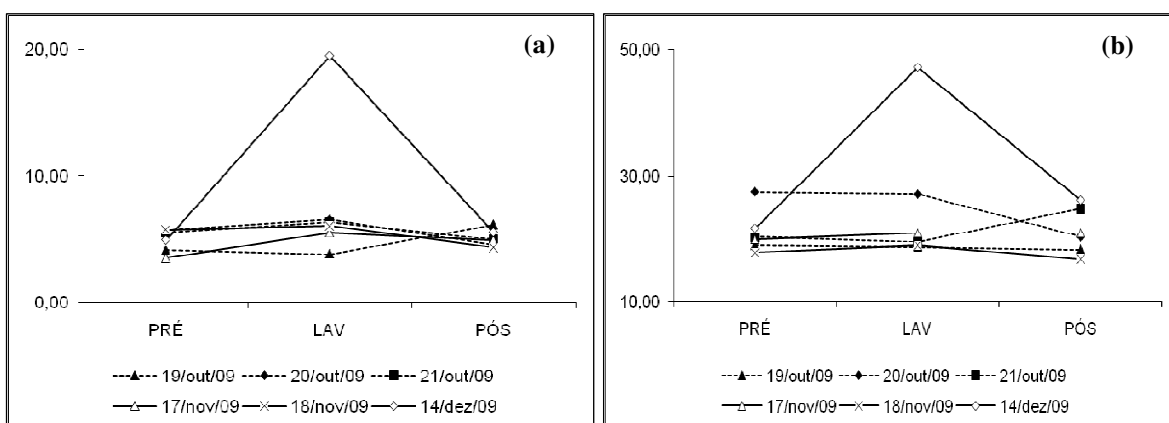 (a)
20,00
10,00
0,00
PRÉ LAV PÓS
19/out/09 20/out/09 21/out/09
17/nov/09 18/nov/09 14/dez/09
(b)
50,00
30,00
10,00
PRÉ LAV PÓS
19/out/09 20/out/09 21/out/09
17/nov/09 18/nov/09 14/dez/09